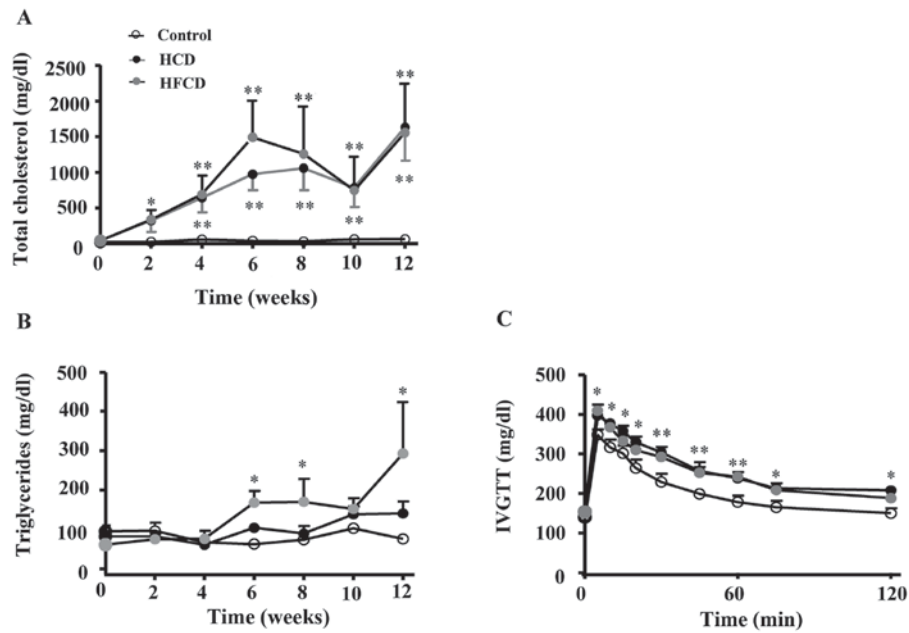 A
Control
HCD
HFCD
Total cholesterol (mg/dl)
2500
2000
1500
1000
500
0
* ** ** ** ** **
** ** ** ** **
0 2 4 6 8 10 12
Time (weeks)
B
Triglycerides (mg/dl)
500
400
300
100
100
0
* * *
0 2 4 6 8 10 12
Time (weeks)
C
IVGTT (mg/dl)
500
400
300
200
100
0
* * * * ** ** ** * *
0 60 120
Time (min)